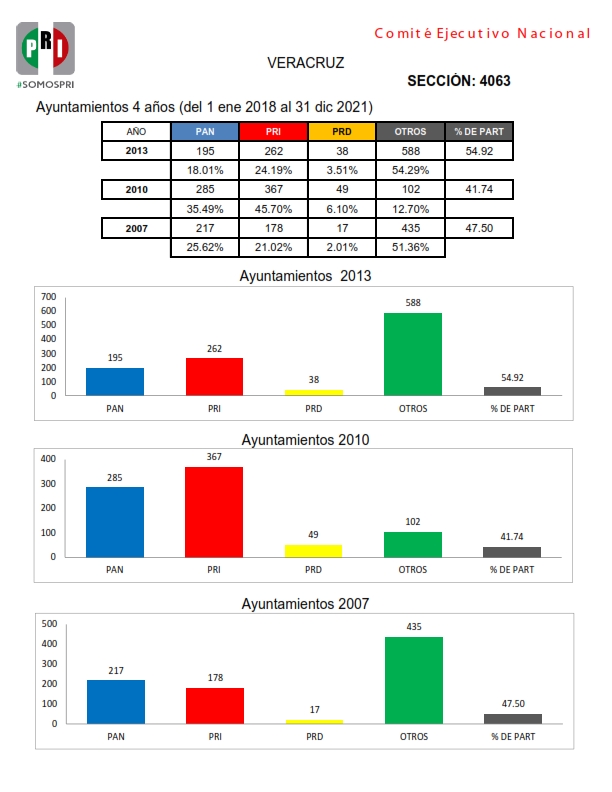 Comité Ejecutivo Nacional
PRI
#SOMOSPRI
VERACRUZ
SECCIÓN: 4063
Ayuntamientos 4 años (del 1 ene 2018 al 31 dic 2021)
AÑO PAN PRI PRD OTROS % DE PART
2013 195 262 38 588 54.92
18.01% 24.19% 3.51% 54.29%
2010 285 367 49 102 41.74
35.49% 45.70% 6.10% 12.70%
2007 217 178 17 435 47.50
25.62% 21.02% 2.01% 51.36%
Ayuntamientos 2013
700
600
500
400
300
200
100
0
195 262 38 588 54.92
PAN PRI PRD OTROS % DE PART
Ayuntamientos 2010
400
300
200
100
0
285 367 49 102 41.74
PAN PRI PRD OTROS % DE PART
Ayuntamientos 2007
500
400
300
200
100
0
217 178 17 435 47.50
PAN PRI PRD OTROS % DE PART